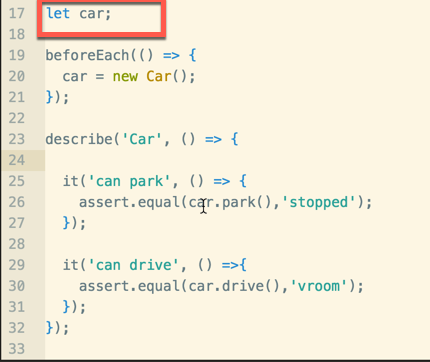 17 let car;
18
19 beforeEach(() => {
20   car = new Car();
21 });
22
23 describe('Car', () => {
24
25   it('can park', () => {
26     assert.equal(car.park(),'stopped');
27   });
28
29   it('can drive', () =>{
30     assert.equal(car.drive(),'vroom');
31   });
32 });
33